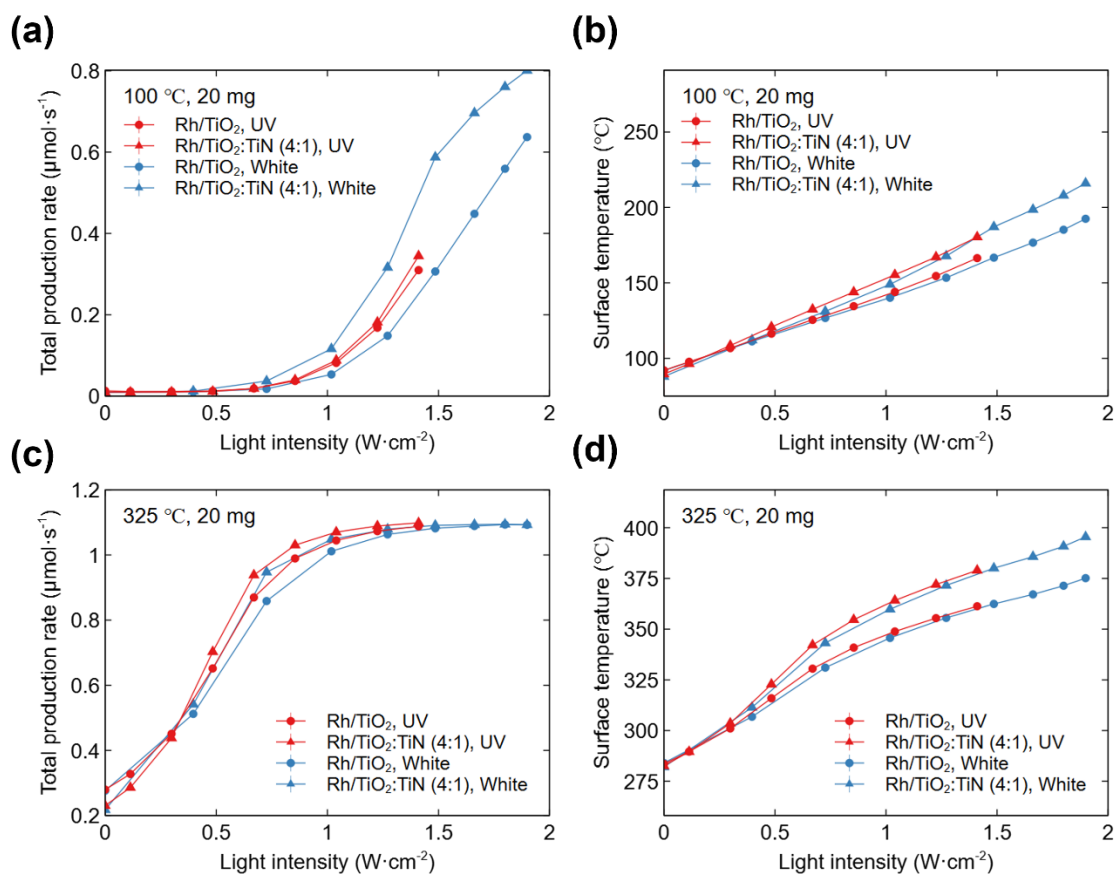 (a)
100 ℃, 20 mg
Rh/TiO₂, UV
Rh/TiO₂:TiN (4:1), UV
Rh/TiO₂, White
Rh/TiO₂:TiN (4:1), White
Total production rate (μmol·s⁻¹)
0.8
0.6
0.4
0.2
0
0 0.5 1 1.5 2
Light intensity (W·cm⁻²)
(b)
100 ℃, 20 mg
Rh/TiO₂, UV
Rh/TiO₂:TiN (4:1), UV
Rh/TiO₂, White
Rh/TiO₂:TiN (4:1), White
Surface temperature (℃)
250
200
150
100
0 0.5 1 1.5 2
Light intensity (W·cm⁻²)
(c)
325 ℃, 20 mg
Total production rate (μmol·s⁻¹)
1.2
1
0.8
0.6
0.4
0.2
Rh/TiO₂, UV
Rh/TiO₂:TiN (4:1), UV
Rh/TiO₂, White
Rh/TiO₂:TiN (4:1), White
0 0.5 1 1.5 2
Light intensity (W·cm⁻²)
(d)
325 ℃, 20 mg
Surface temperature (℃)
400
375
350
325
300
275
Rh/TiO₂, UV
Rh/TiO₂:TiN (4:1), UV
Rh/TiO₂, White
Rh/TiO₂:TiN (4:1), White
0 0.5 1 1.5 2
Light intensity (W·cm⁻²)